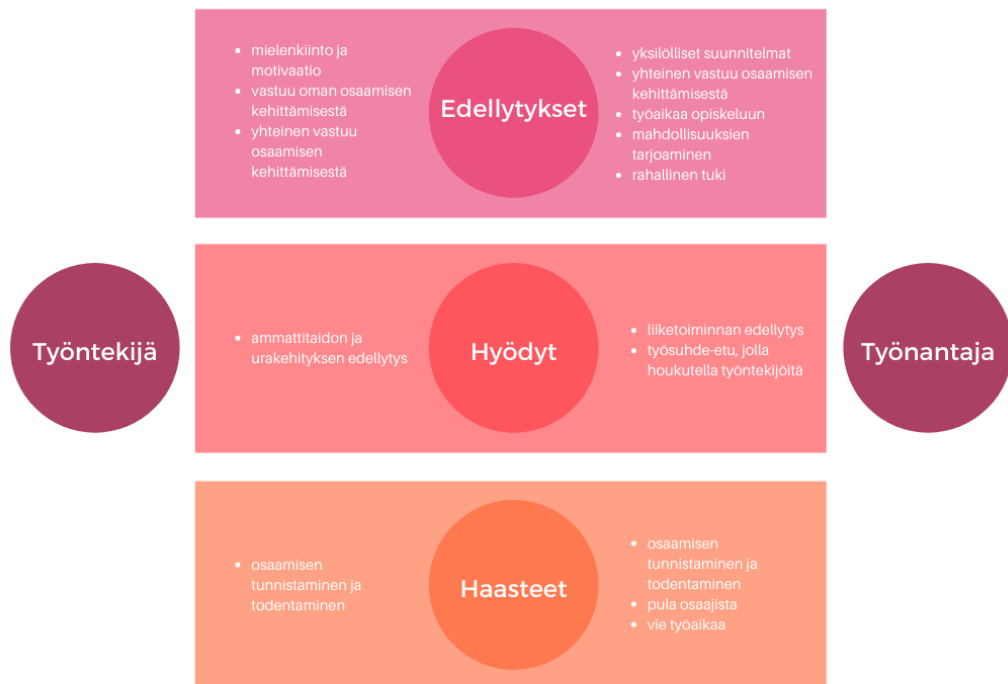 Edellytykset
• mielenkiinto ja
motivaatio
• vastuu oman osaamisen
kehittämisestä
• yhteinen vastuu
osaamisen
kehittämisestä
• yksilölliset suunnitelmat
• yhteinen vastuu osaamisen
kehittämisestä
• työaikaa opiskeluun
• mahdollisuuksien
tarjoaminen
• rahallinen tuki
Työntekijä
• ammattitaidon ja
urakehityksen edellytys
Hyödyt
• liiketoiminnan edellytys
• työsuhde-etu, jolla
houkutella työntekijöitä
Työnantaja
• osaamisen
tunnistaminen ja
todentaminen
Haasteet
• osaamisen
tunnistaminen ja
todentaminen
• pula osaajista
• vie työaikaa